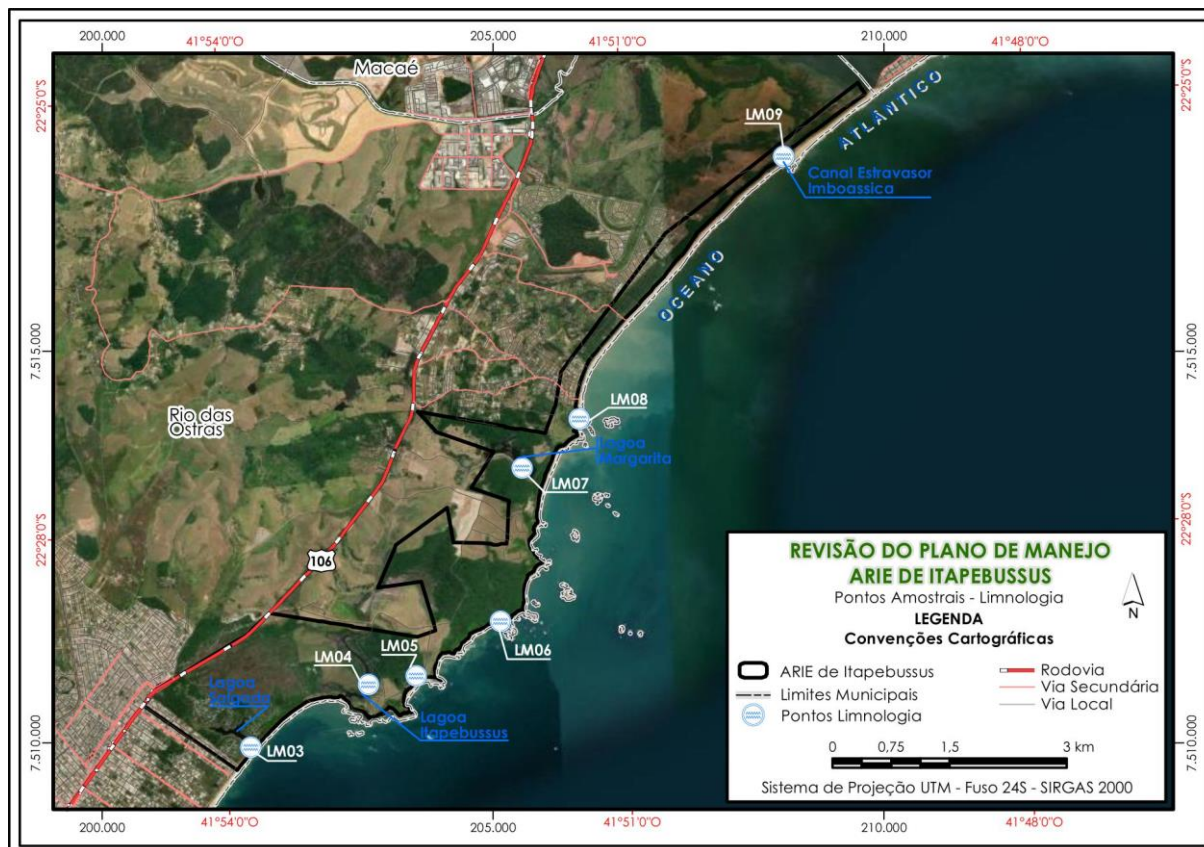 200.000
205.000
210.000
41°54'0"O
41°51'0"O
41°48'0"O
22°25'0"S
22°25'0"S
Macaé
LM09
ATLÂNTICO
Canal Estravasor
Imboassica
OCEANO
7.515.000
7.515.000
Rio das
Ostras
LM08
Lagoa
Margarita
LM07
22°28'0"S
22°28'0"S
106
LM06
LM05
LM04
Lagoa
Salgada
Lagoa
Itapebussus
LM03
7.510.000
7.510.000
REVISÃO DO PLANO DE MANEJO
ARIE DE ITAPEBUSSUS
Pontos Amostrais - Limnologia
N
LEGENDA
Convenções Cartográficas
ARIE de Itapebussus
Limites Municipais
Pontos Limnologia
Rodovia
Via Secundária
Via Local
0 0,75 1,5 3 km
Sistema de Projeção UTM - Fuso 24S - SIRGAS 2000
200.000
205.000
210.000
41°54'0"O
41°51'0"O
41°48'0"O